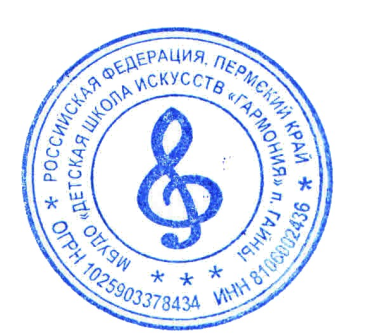 * РОССИЙСКАЯ ФЕДЕРАЦИЯ, ПЕРМСКИЙ КРАЙ *
ОГРН 1025903378434 ИНН 8106002436
МБУДО «ДЕТСКАЯ ШКОЛА ИСКУССТВ «ГАРМОНИЯ» п. ГАЙНЫ
* * *